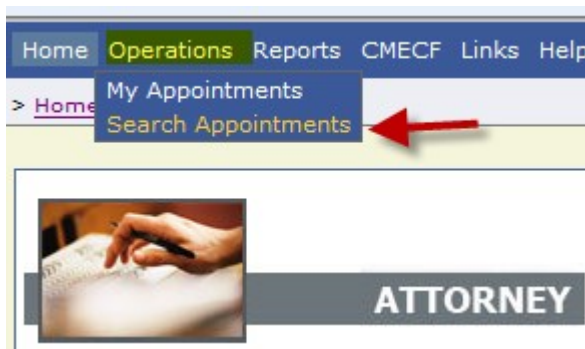 Home Operations Reports CMECF Links Help
My Appointments
> Home
Search Appointments
ATTORNEY